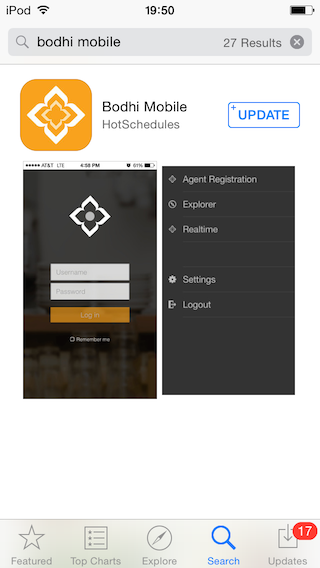 iPod 19:50
bodhi mobile 27 Results
Bodhi Mobile
HotSchedules
+ UPDATE
AT&T LTE 4:58 PM 61%
Username
Password
Log in
Remember me
Agent Registration
Explorer
Realtime
Settings
Logout
17
Featured Top Charts Explore Search Updates